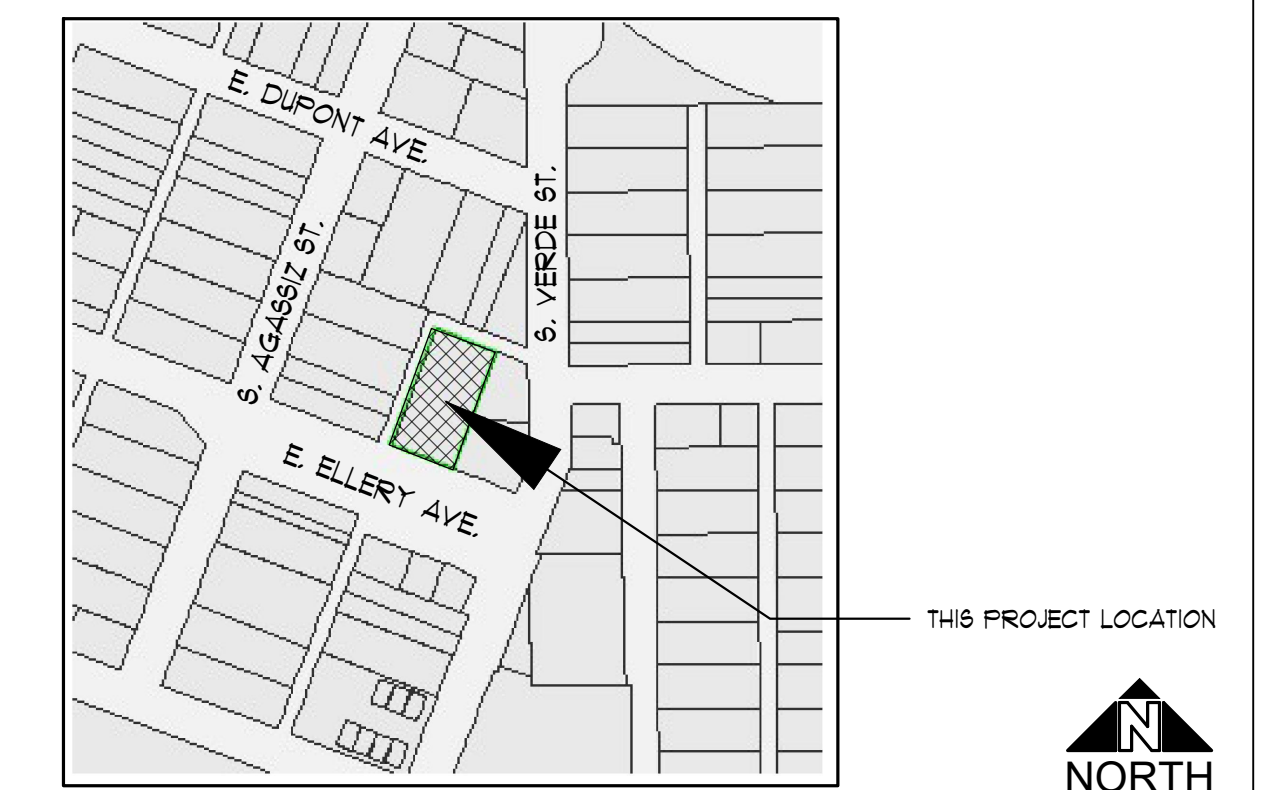 E. DUPONT AVE.
S. VERDE ST.
S. AGASSIZ ST.
E. ELLERY AVE.
THIS PROJECT LOCATION
N
NORTH